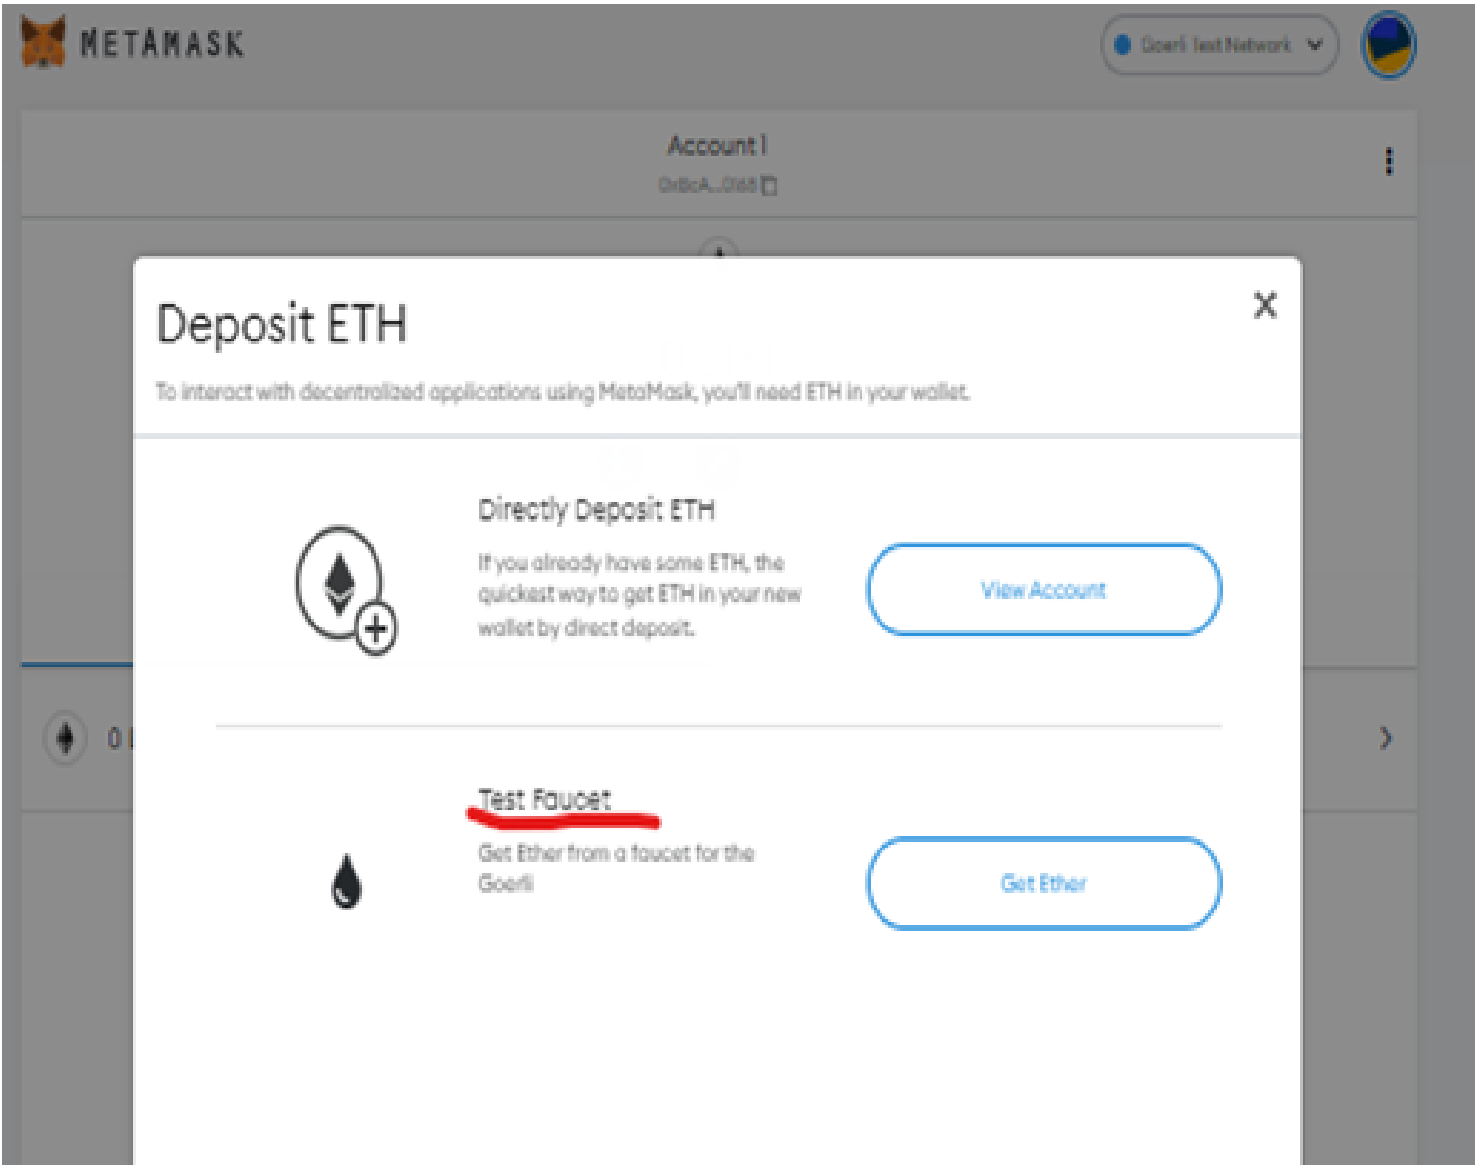 METAMASK
Goerli Test Network
Account 1
Deposit ETH
X
To interact with decentralized applications using MetaMask, you'll need ETH in your wallet.
Directly Deposit ETH
If you already have some ETH, the
quickest way to get ETH in your new
wallet by direct deposit.
View Account
0
Test Faucet
Get Ether from a faucet for the
Goerli
Get Ether